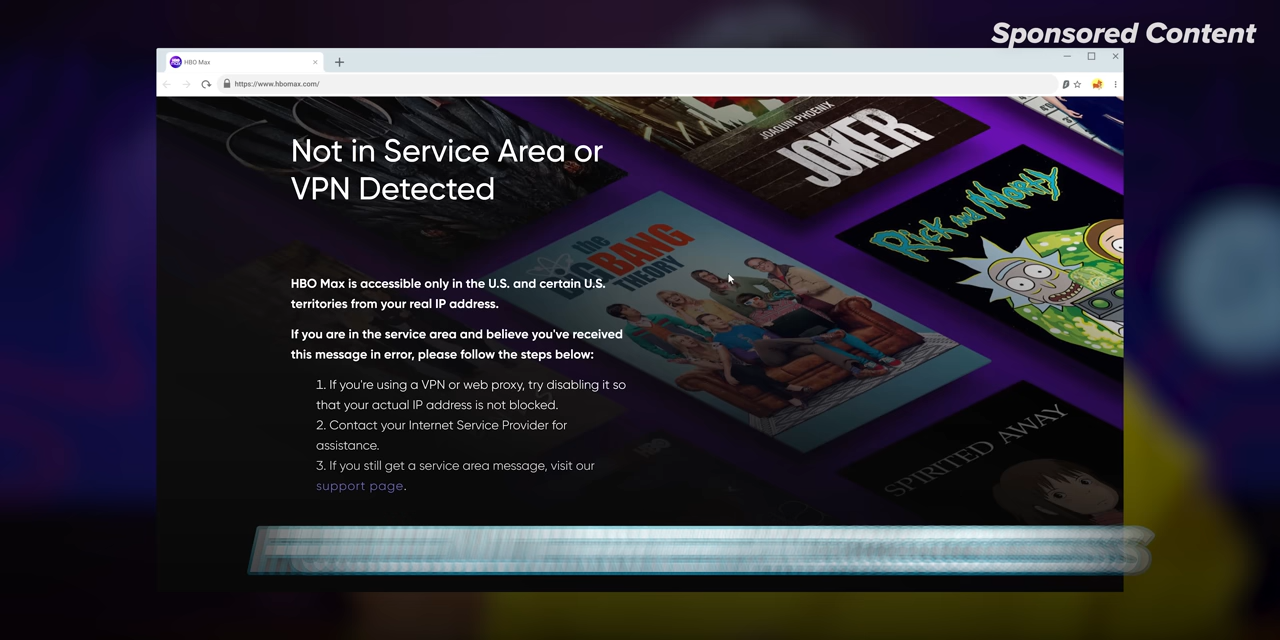 Sponsored Content
HBO Max
https://www.hbomax.com/
Not in Service Area or
VPN Detected
HBO Max is accessible only in the U.S. and certain U.S.
territories from your real IP address.
If you are in the service area and believe you've received
this message in error, please follow the steps below:
1. If you're using a VPN or web proxy, try disabling it so
that your actual IP address is not blocked.
2. Contact your Internet Service Provider for
assistance.
3. If you still get a service area message, visit our
support page.
JOAQUIN PHOENIX
JOKER
Rick and Morty
the
BIG BANG
THEORY
HBO
SPIRITED AWAY